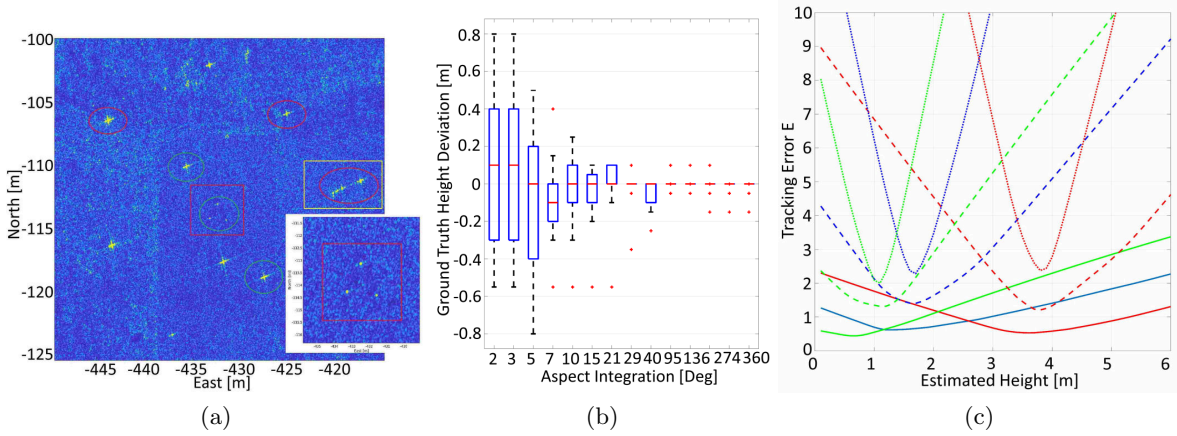 -100
-105
-110
-115
-120
-125
North [m]
-445 -440 -435 -430 -425 -420
East [m]
(a)
0.8
0.6
0.4
0.2
0
-0.2
-0.4
-0.6
-0.8
Ground Truth Height Deviation [m]
2 3 5 7 10 15 21 29 40 95 136 274 360
Aspect Integration [Deg]
(b)
10
9
8
7
6
5
4
3
2
1
0
Tracking Error E
0 1 2 3 4 5 6
Estimated Height [m]
(c)